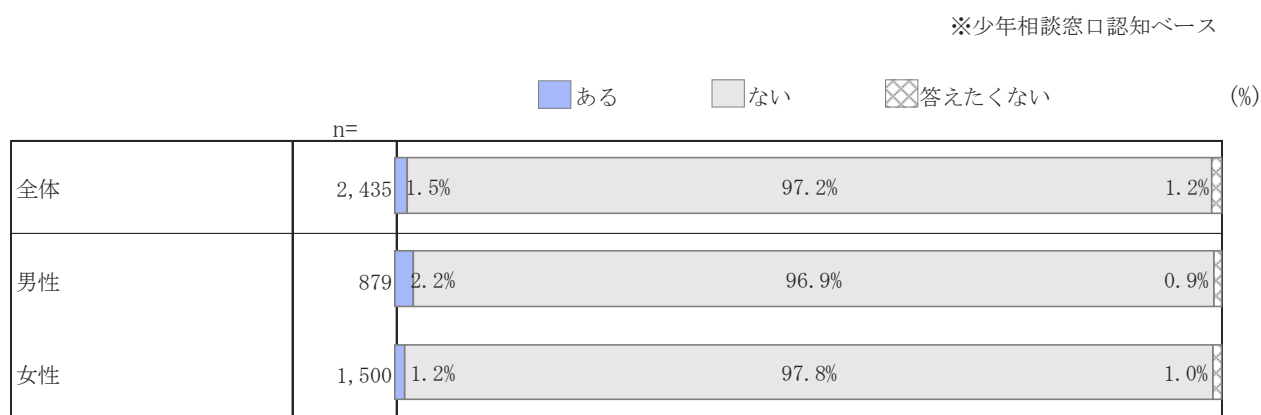 ※少年相談窓口認知ベース
ある ない 答えたくない (%)
n=
全体 2,435 1.5% 97.2% 1.2%
男性 879 2.2% 96.9% 0.9%
女性 1,500 1.2% 97.8% 1.0%